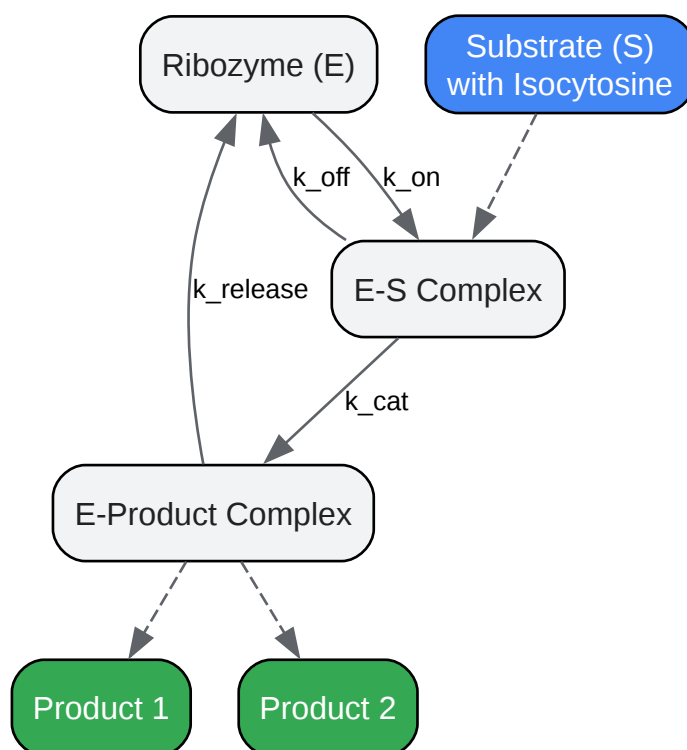 Ribozyme (E)
Substrate (S)
with Isocytosine
k_off
k_on
E-S Complex
k_release
k_cat
E-Product Complex
Product 1
Product 2